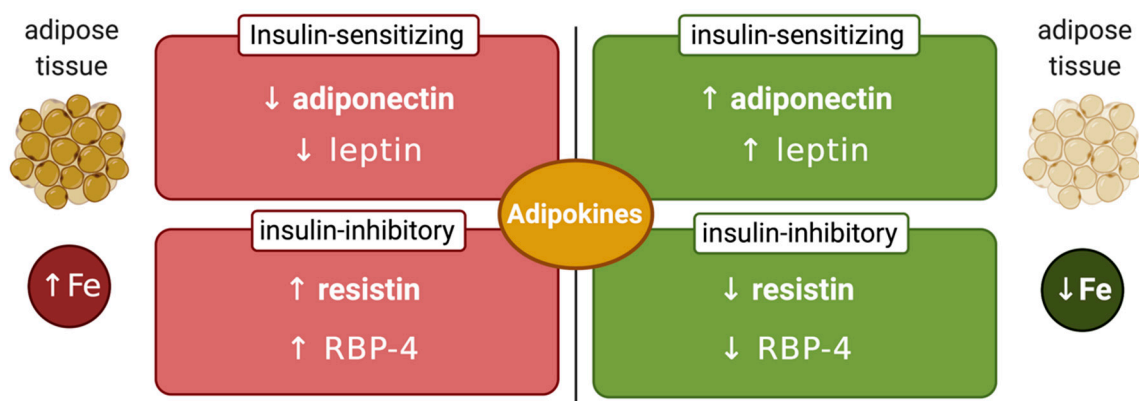 adipose
tissue
↑ Fe
Insulin-sensitizing
↓ adiponectin
↓ leptin
insulin-inhibitory
↑ resistin
↑ RBP-4
Adipokines
insulin-sensitizing
↑ adiponectin
↑ leptin
insulin-inhibitory
↓ resistin
↓ RBP-4
adipose
tissue
↓ Fe